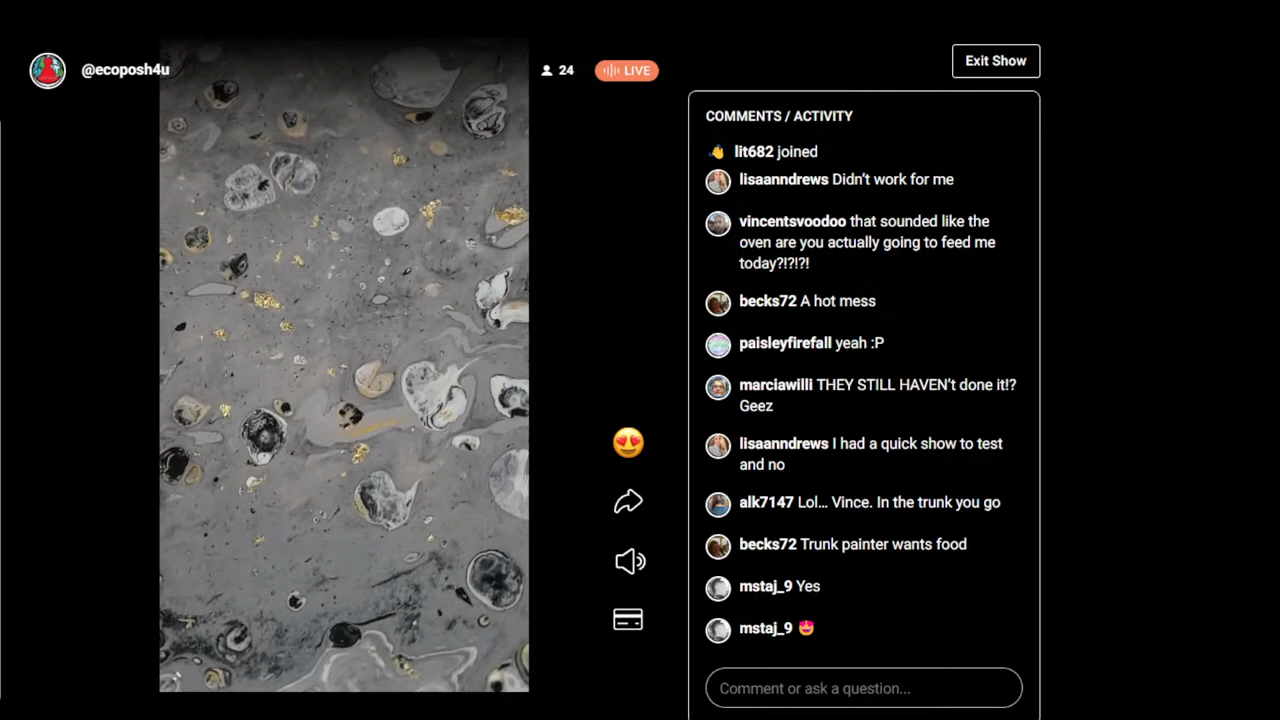 @ecoposh4u
24
LIVE
Exit Show
COMMENTS / ACTIVITY
lit682 joined
lisaanndrews Didn't work for me
vincentsvoodoo that sounded like the
oven are you actually going to feed me
today?!?!?!
becks72 A hot mess
paisleyfirefall yeah :P
marciawilli THEY STILL HAVEN't done it!?
Geez
lisaanndrews I had a quick show to test
and no
alk7147 Lol... Vince. In the trunk you go
becks72 Trunk painter wants food
mstaj_9 Yes
mstaj_9 😍
Comment or ask a question...